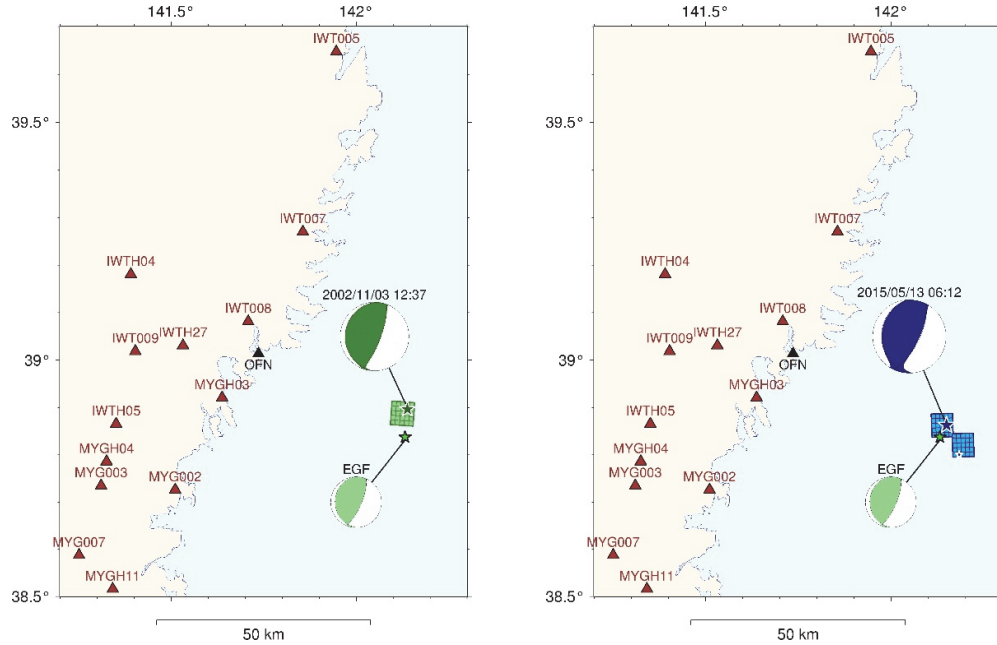 141.5° 142°
IWT005
39.5°
IWT007
IWTH04
2002/11/03 12:37
IWT008
IWT009 IWTH27
39°
OFN
MYGH03
IWTH05
MYGH04
MYG003
MYG002
EGF
MYG007
MYGH11
38.5°
50 km
141.5° 142°
IWT005
39.5°
IWT007
IWTH04
2015/05/13 06:12
IWT008
IWT009 IWTH27
39°
OFN
MYGH03
IWTH05
MYGH04
MYG003
MYG002
EGF
MYG007
MYGH11
38.5°
50 km